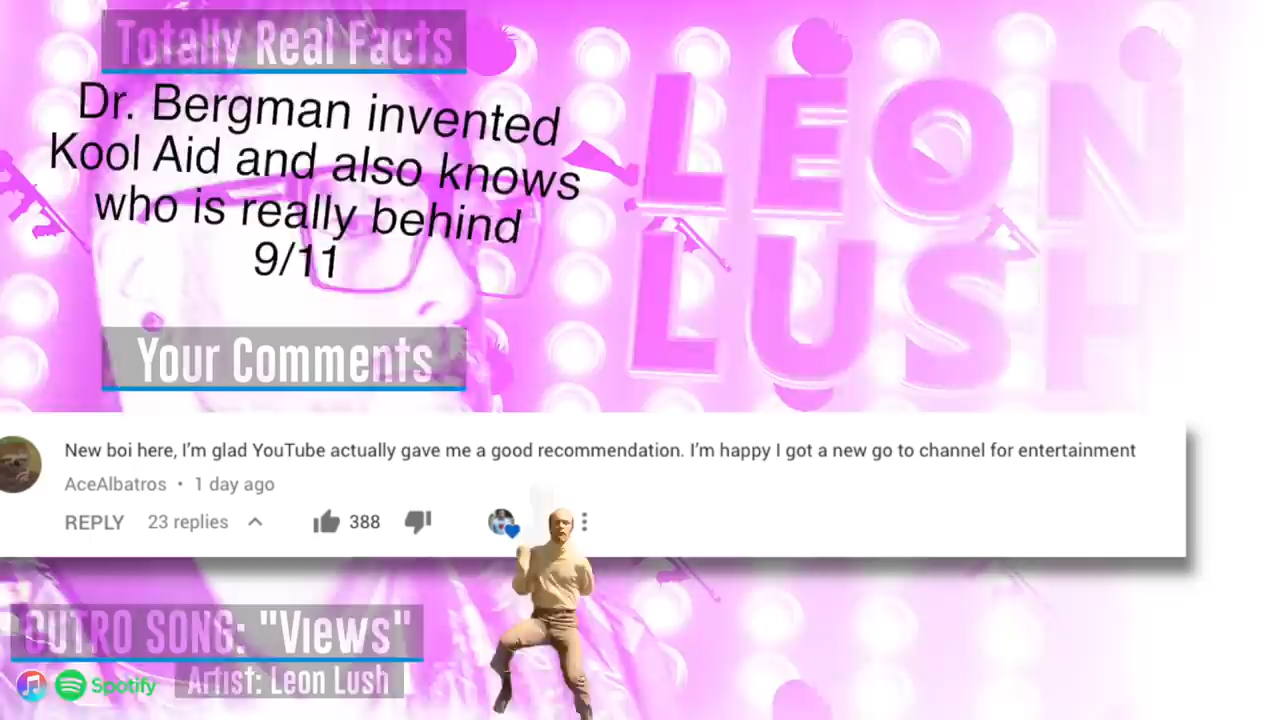 Totally Real Facts
Dr. Bergman invented
Kool Aid and also knows
who is really behind
9/11
LEON
LUSH
Your Comments
New boi here, I'm glad YouTube actually gave me a good recommendation. I'm happy I got a new go to channel for entertainment
AceAlbatros • 1 day ago
REPLY 23 replies 388
OUTRO SONG: "Views"
Spotify Artist: Leon Lush